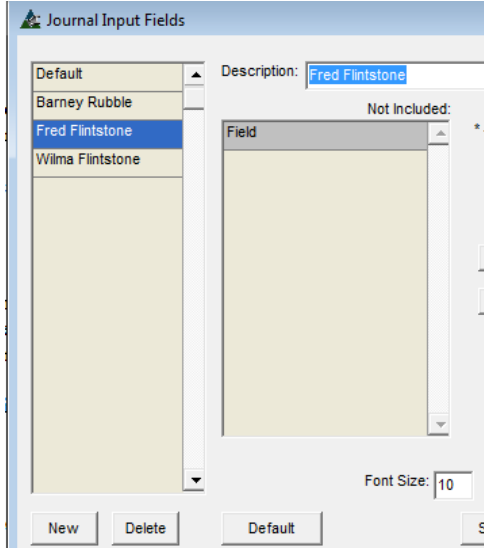 Journal Input Fields
Default
Barney Rubble
Fred Flintstone
Wilma Flintstone
Description: Fred Flintstone
Not Included:
Field
*
Font Size: 10
New Delete Default S